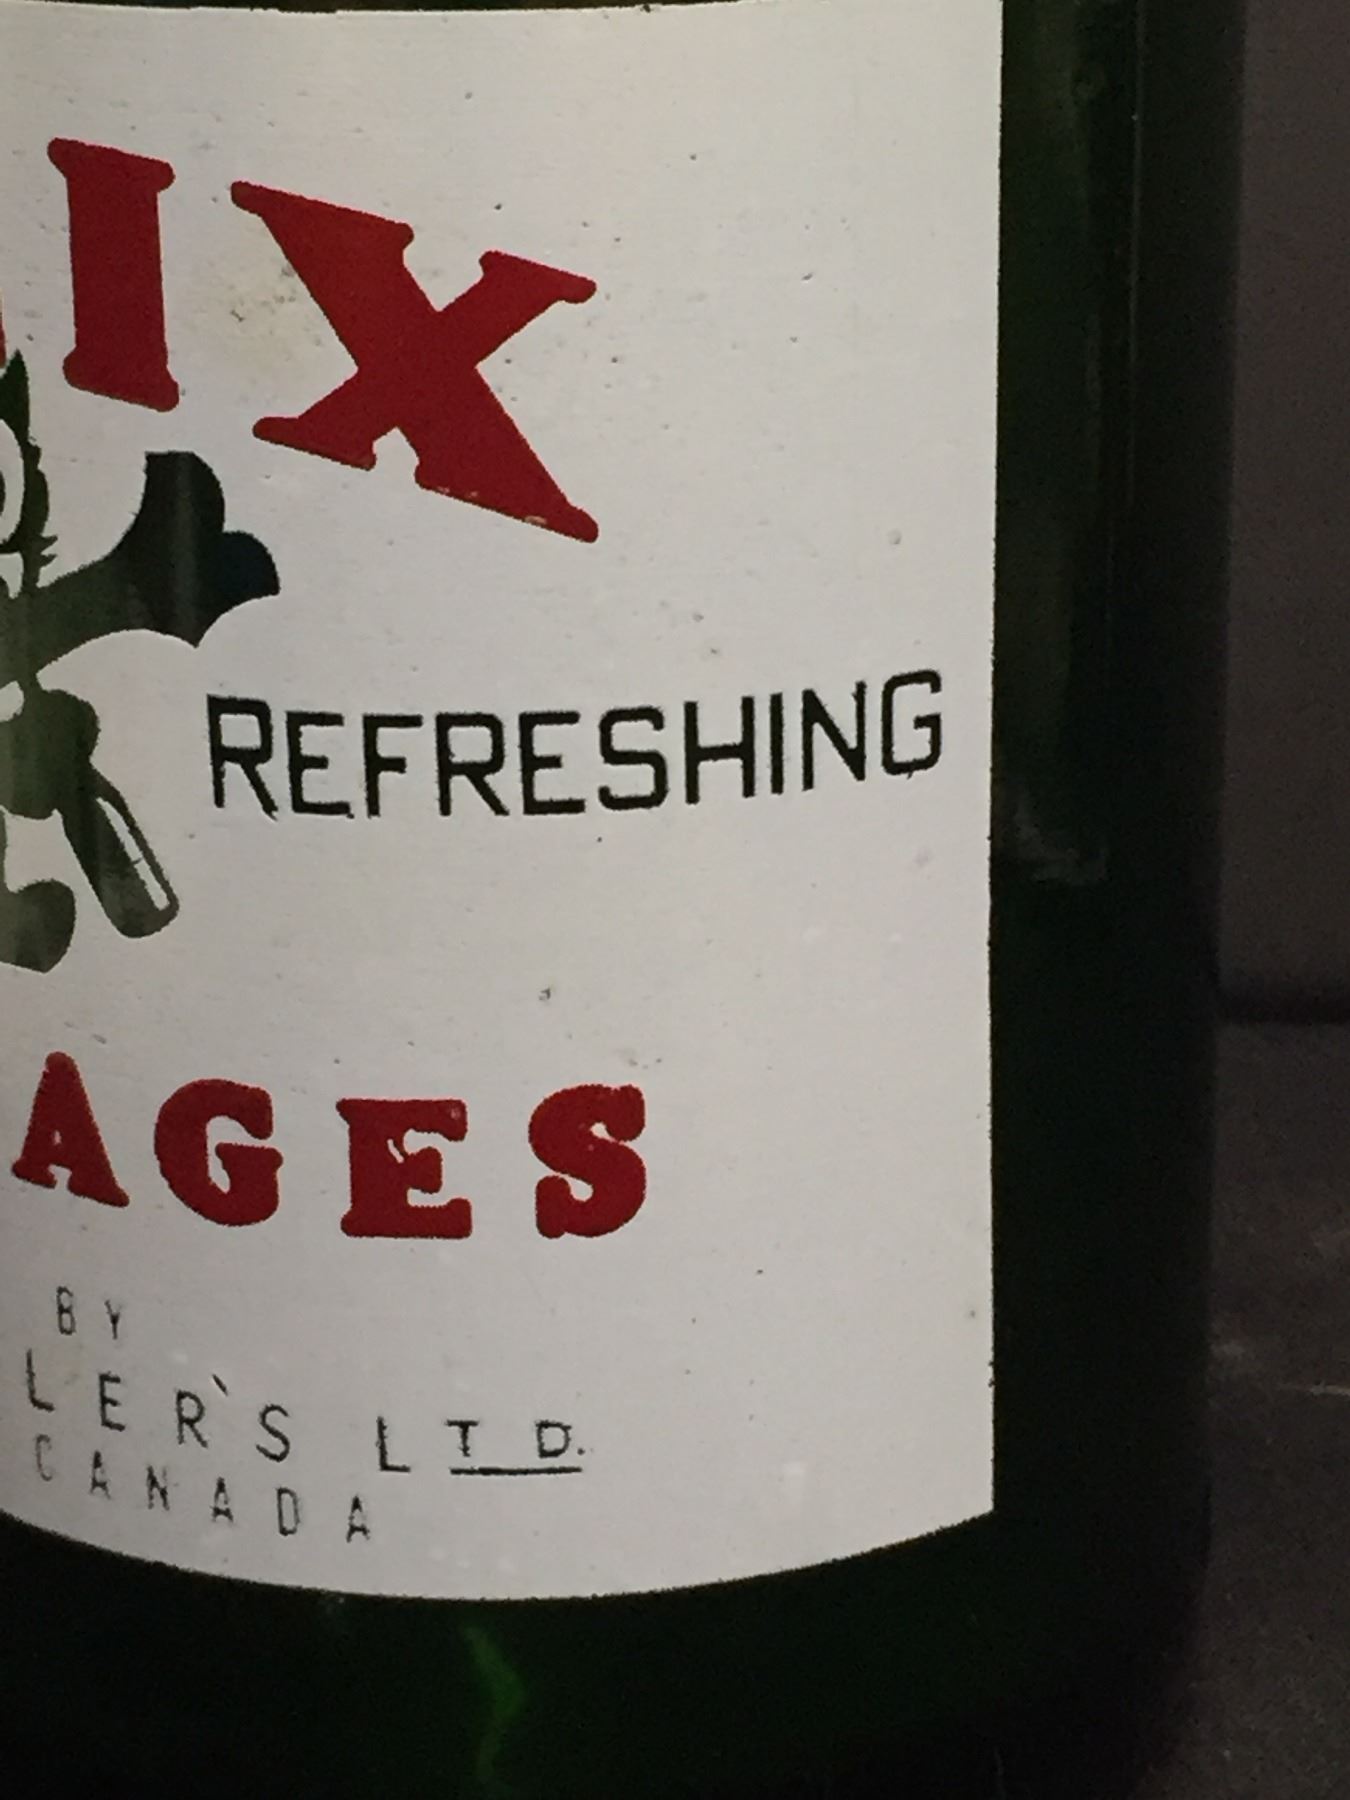 IX
REFRESHING
AGES
BY
LER'S LTD.
CANADA